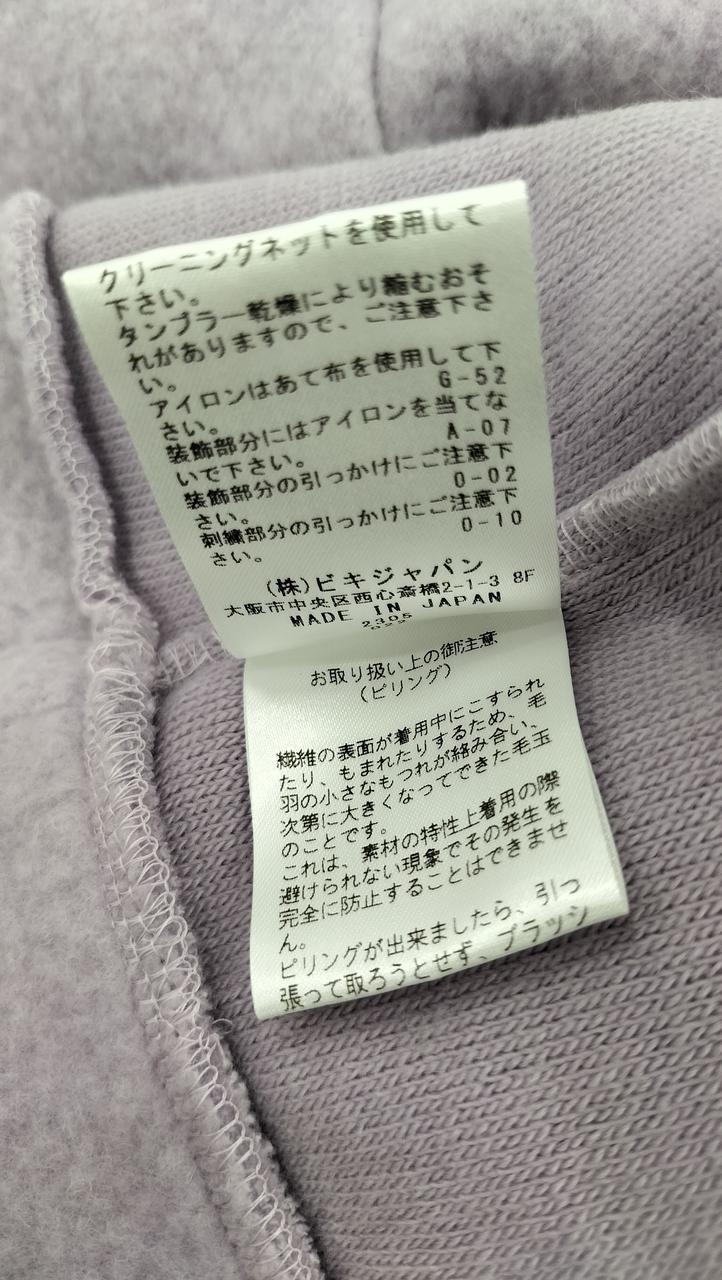 クリーニングネットを使用して
下さい。
タンブラー乾燥により縮むおそ
れがありますので、ご注意下さ
い。
アイロンはあて布を使用して下
さい。 G-52
装飾部分にはアイロンを当てな
いで下さい。 A-07
装飾部分の引っかけにご注意下
さい。 0-02
刺繍部分の引っかけにご注意下
さい。 0-10
(株)ビキジャパン
大阪市中央区西心斎橋2-1-3 8F
MADE IN JAPAN
2305
お取り扱い上の御注意
(ピリング)
繊維の表面が着用中にこすられ
たり、もまれたりするため、毛
羽の小さなもつれが絡み合い、
次第に大きくなってできた毛玉
のことです。
これは、素材の特性上着用の際
避けられない現象でその発生を
完全に防止することはできませ
ん。
ピリングが出来ましたら、引っ
張って取ろうとせず、ブラッシ